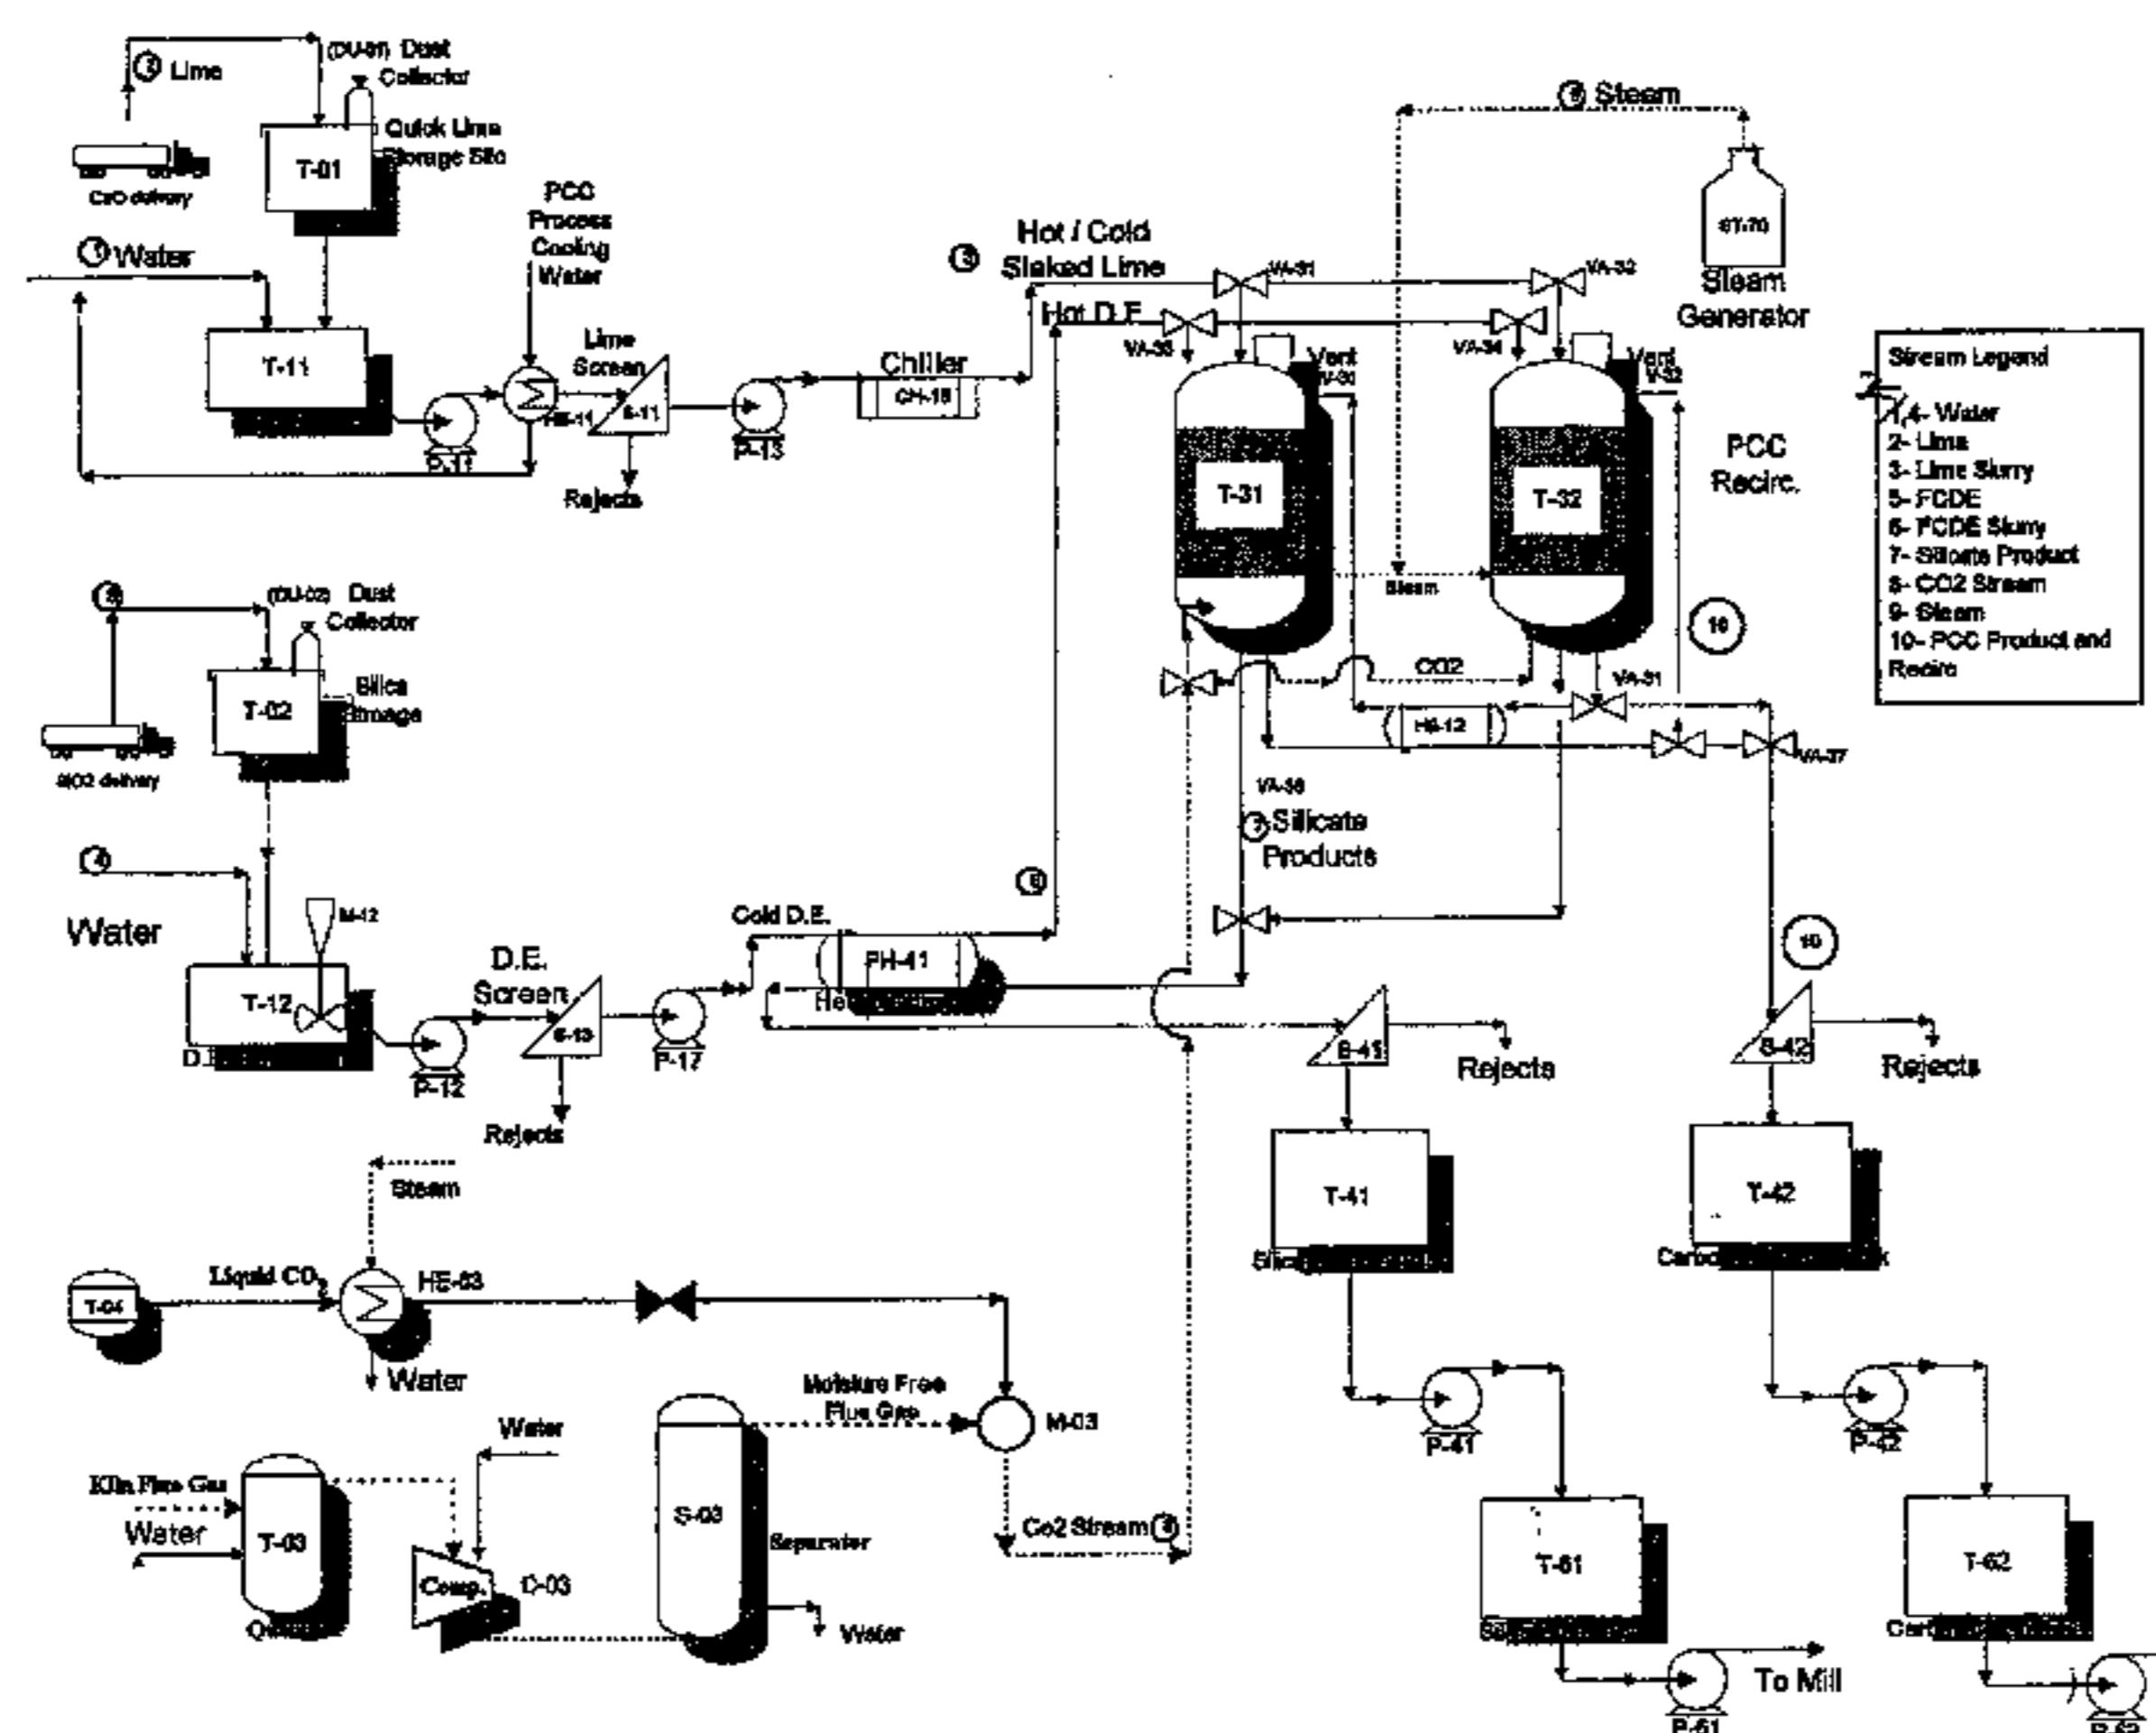 2 Lime
(DU-01) Dust
Collector
Quick Lime
Storage Silo
T-01
CaO delivery
1 Water
T-11
PCC
Process
Cooling
Water
Lime
Screen
HE-11
S-11
P-11
Rejects
P-13
Chiller
CH-15
3 Hot / Cold
Slaked Lime
Hot D.E.
VA-31
VA-32
VA-33
VA-34
9 Steam
ST-70
Steam
Generator
Vent
V-32
Vent
T-31
T-32
Steam
PCC
Recirc.
10
CO2
VA-31
HE-12
VA-37
VA-36
7 Silicate
Products
Stream Legend
1,4- Water
2- Lime
3- Lime Slurry
5- FCDE
6- FCDE Slurry
7- Silicate Product
8- CO2 Stream
9- Steam
10- PCC Product and
Recirc
(DU-02) Dust
Collector
Silica
Storage
T-02
SiO2 delivery
4
Water
M-12
T-12
P-12
D.E.
Screen
Rejects
P-17
Cold D.E.
PH-41
6
10
S-41
Rejects
S-42
Rejects
T-41
T-42
Steam
Liquid CO2
HE-03
T-04
Water
Moisture Free
Flue Gas
M-03
Water
Kiln Flue Gas
Water
T-03
Comp.
C-03
S-03
Separator
Water
Co2 Stream 8
P-41
P-42
T-61
T-62
P-61
To Mill
P-62